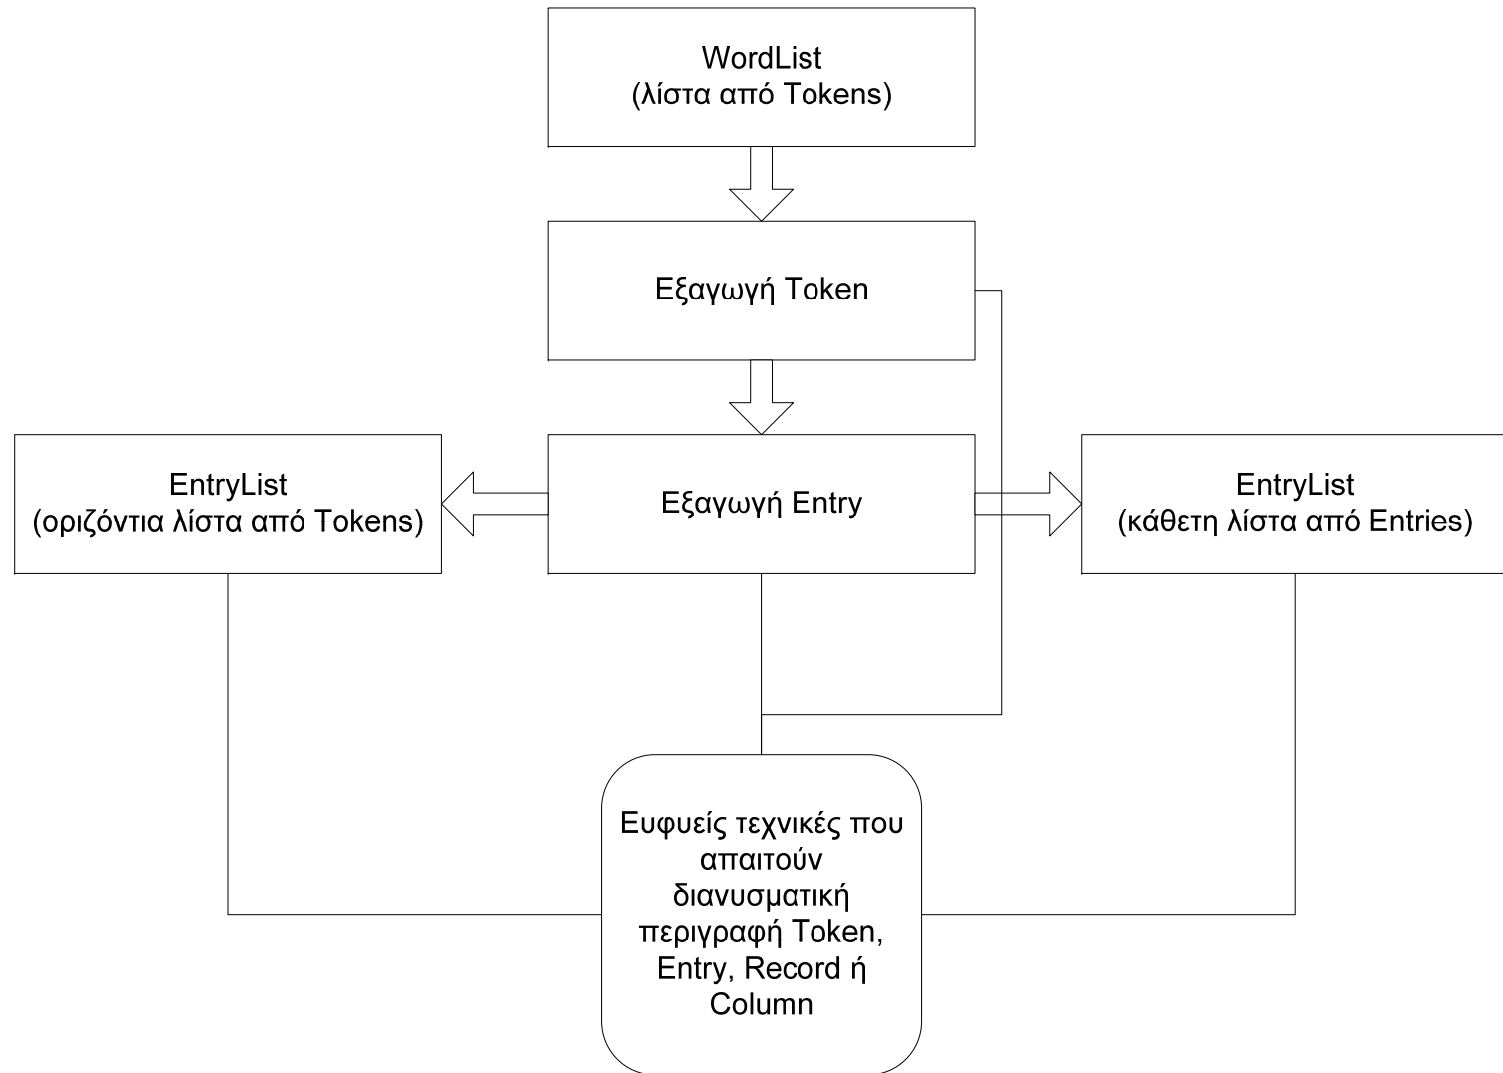 WordList
(λίστα από Tokens)
Εξαγωγή Token
EntryList
(οριζόντια λίστα από Tokens)
Εξαγωγή Entry
EntryList
(κάθετη λίστα από Entries)
Ευφυείς τεχνικές που
απαιτούν
διανυσματική
περιγραφή Token,
Entry, Record ή
Column